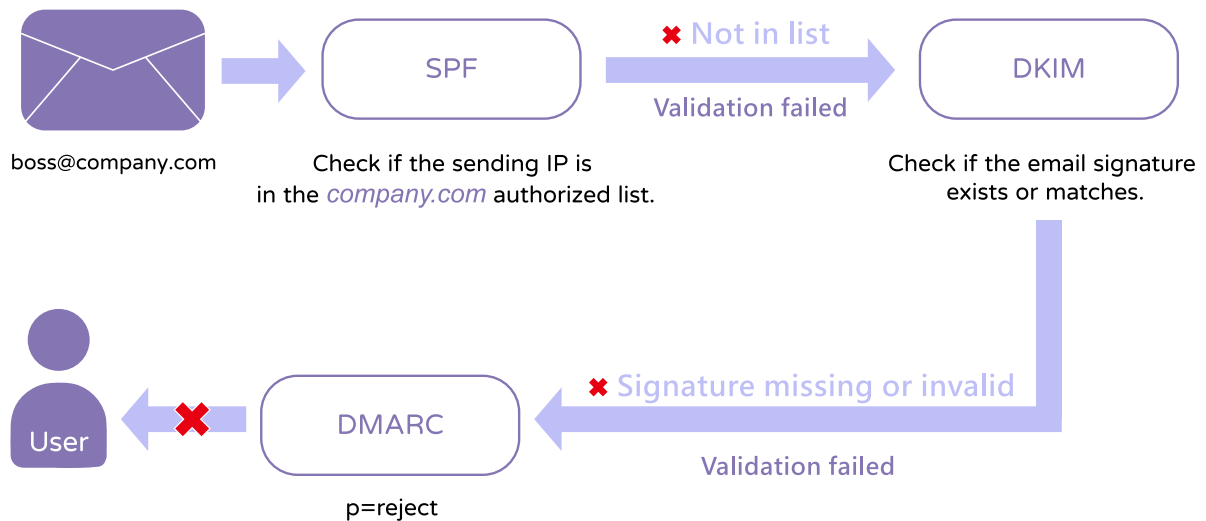 boss@company.com
SPF
Check if the sending IP is
in the company.com authorized list.
✖ Not in list
Validation failed
DKIM
Check if the email signature
exists or matches.
✖ Signature missing or invalid
Validation failed
DMARC
p=reject
User